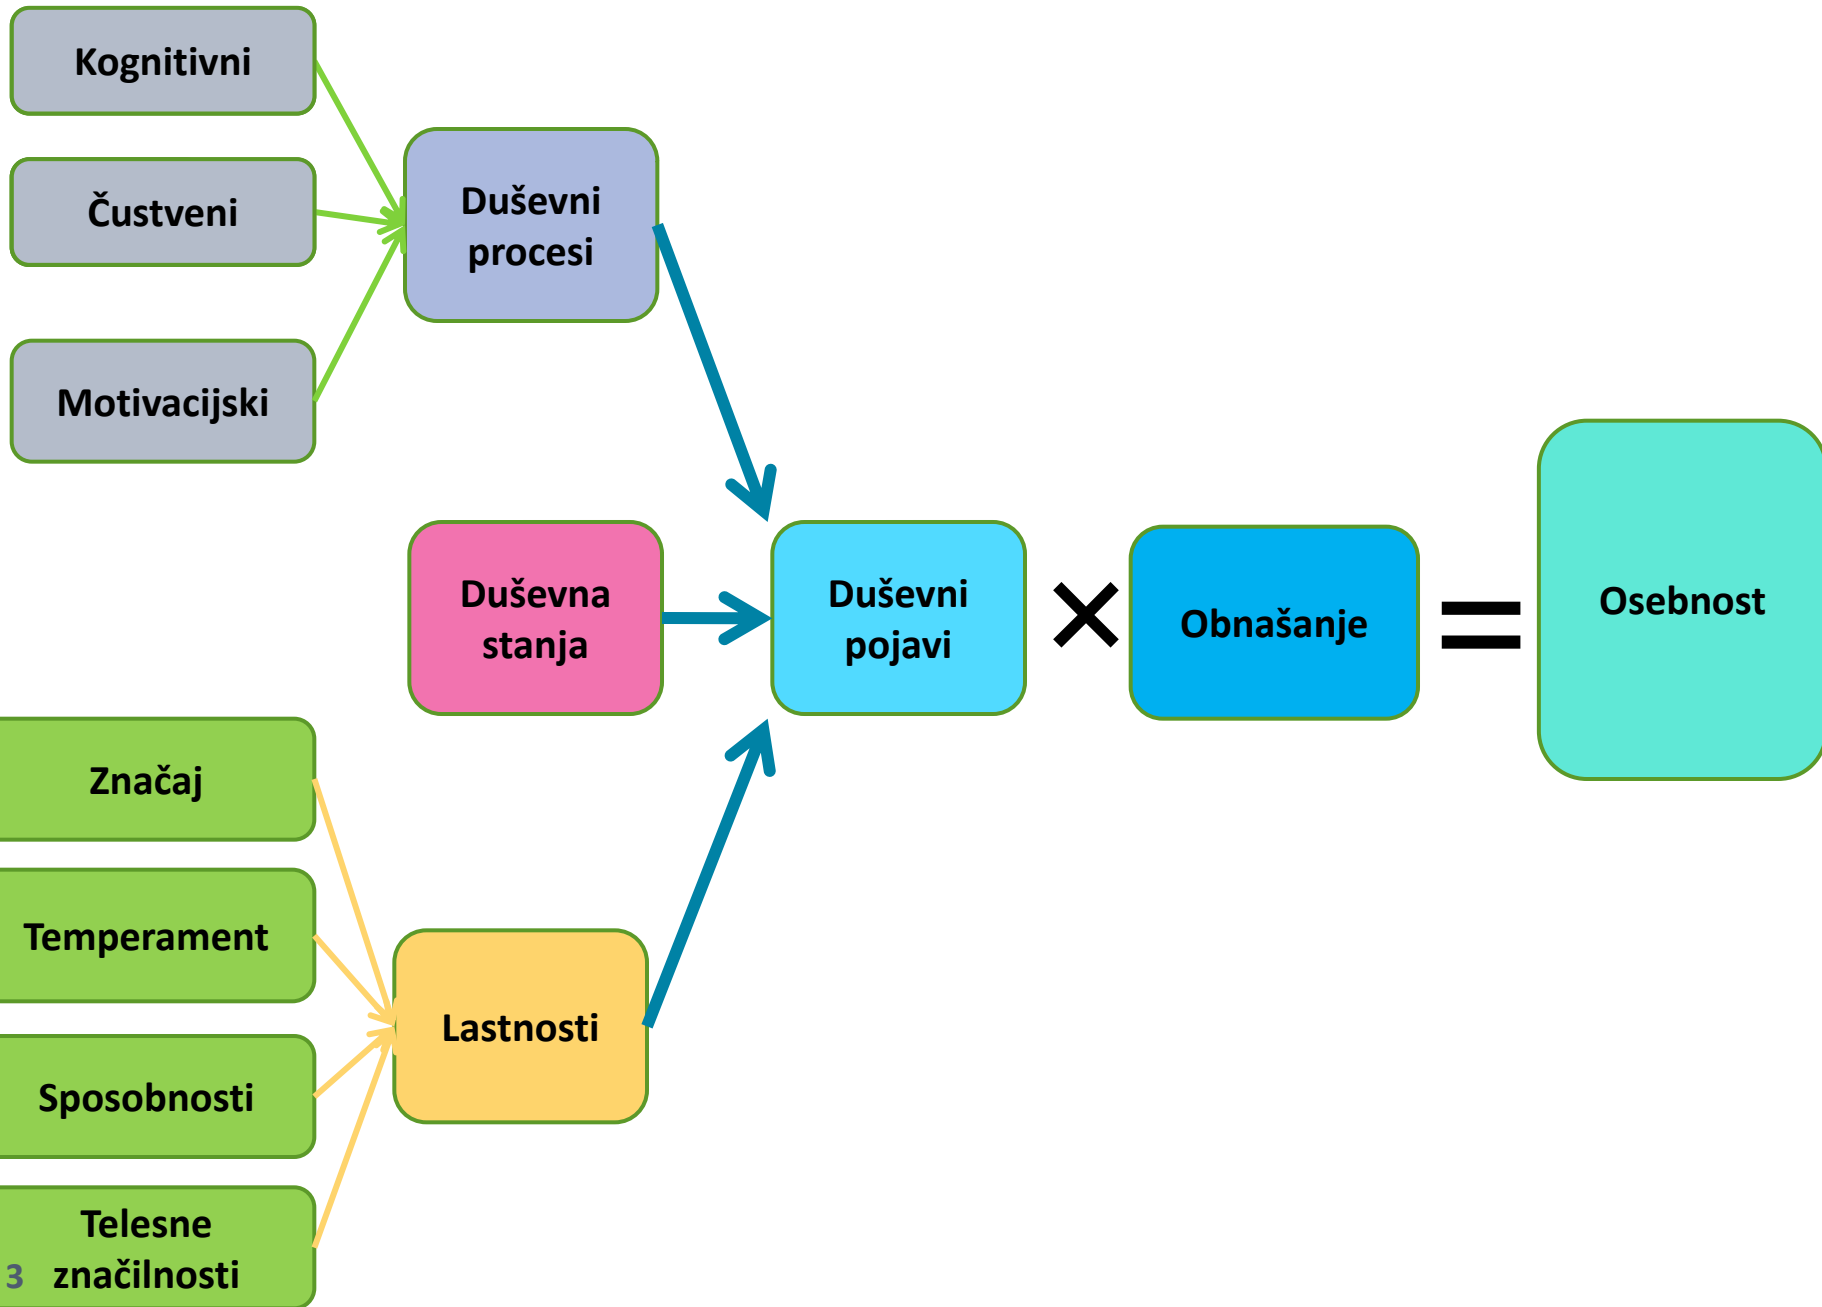 Kognitivni
Čustveni
Motivacijski
Duševni
procesi
Duševna
stanja
Duševni
pojavi
×
Obnašanje
=
Osebnost
Značaj
Temperament
Sposobnosti
Telesne
značilnosti
Lastnosti
3